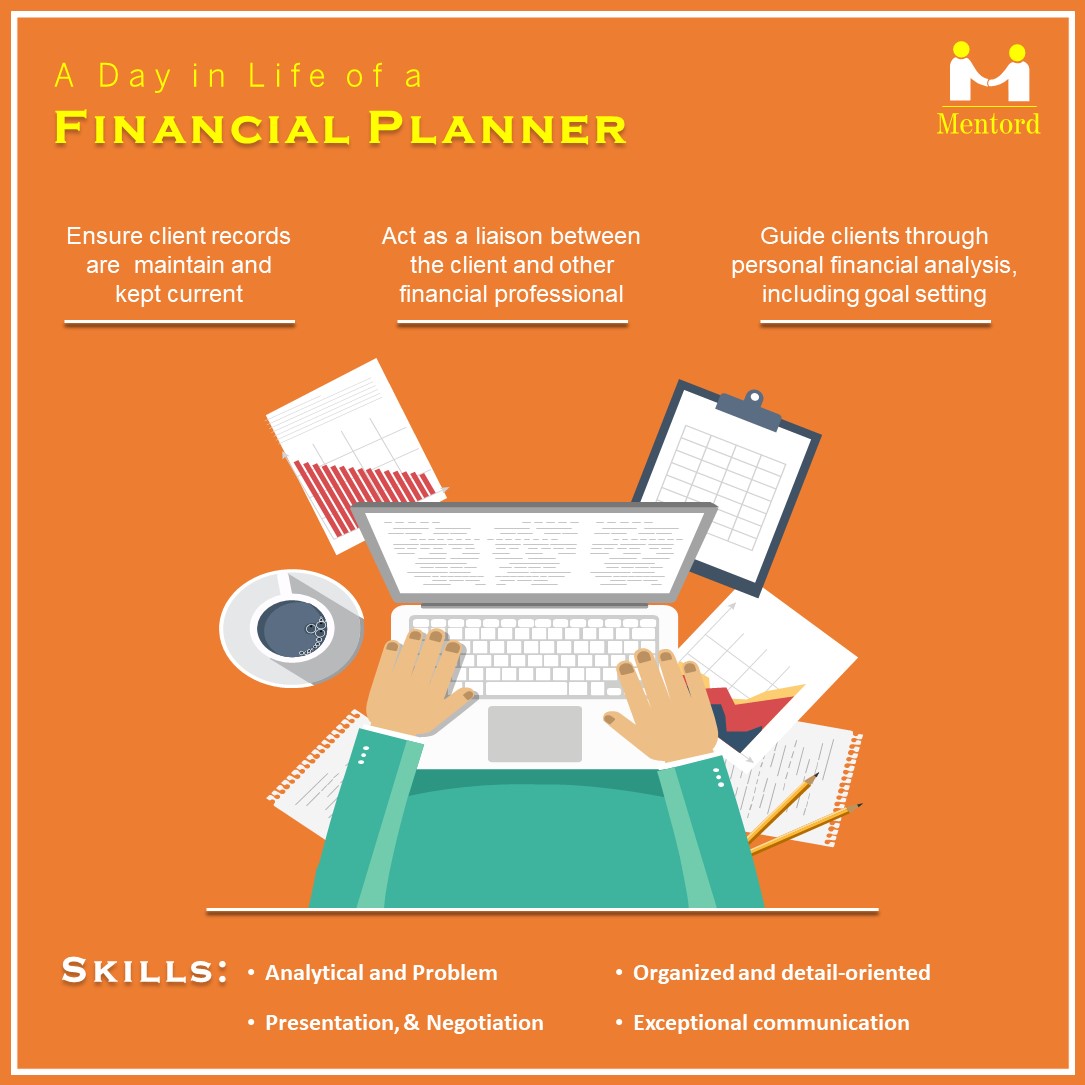 A Day in Life of a
FINANCIAL PLANNER
Mentord
Ensure client records
are maintain and
kept current
Act as a liaison between
the client and other
financial professional
Guide clients through
personal financial analysis,
including goal setting
SKILLS:
• Analytical and Problem
• Organized and detail-oriented
• Presentation, & Negotiation
• Exceptional communication